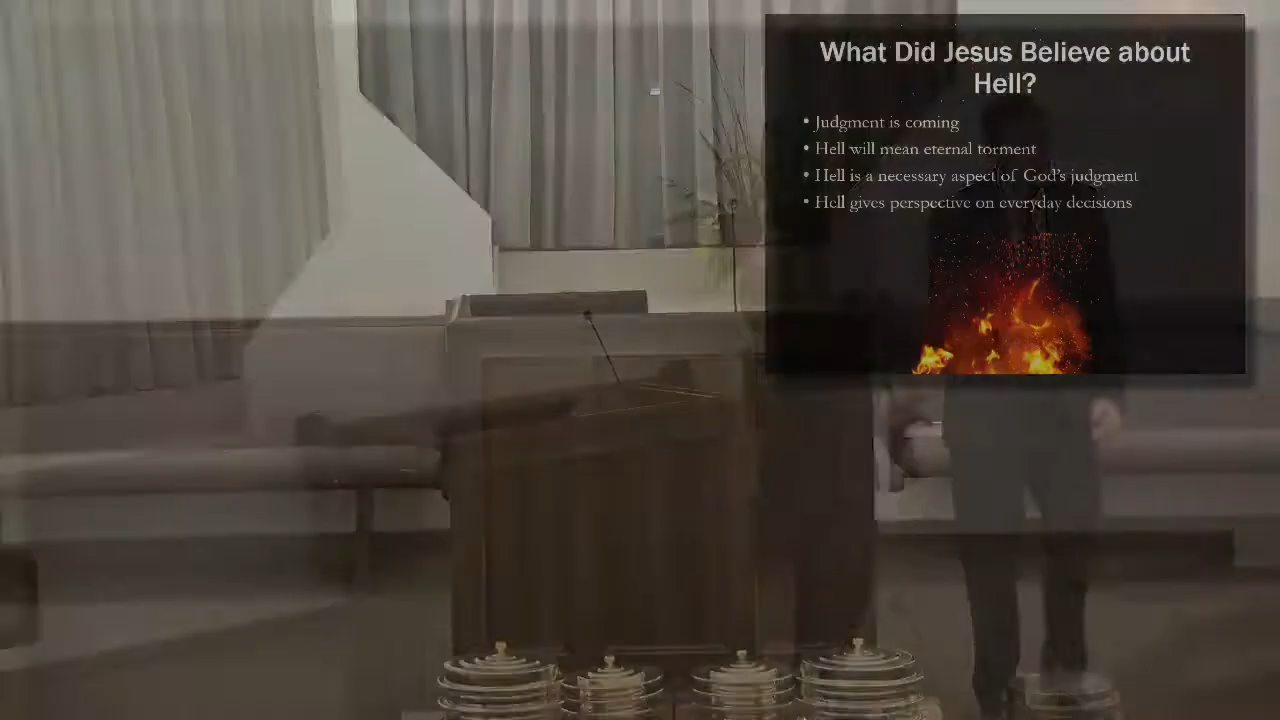 What Did Jesus Believe about
Hell?
• Judgment is coming
• Hell will mean eternal torment
• Hell is a necessary aspect of God's judgment
• Hell gives perspective on everyday decisions